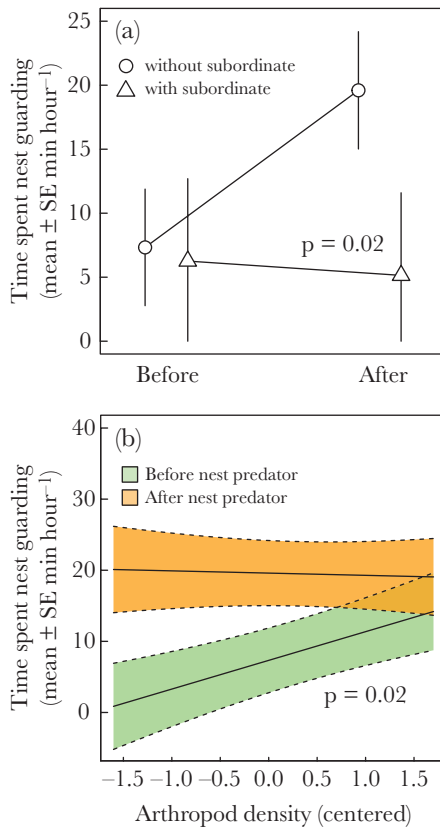 (a)
○ without subordinate
△ with subordinate
25
20
15
10
5
0
Time spent nest guarding
(mean ± SE min hour⁻¹)
p = 0.02
Before After
(b)
Before nest predator
After nest predator
40
30
20
10
0
Time spent nest guarding
(mean ± SE min hour⁻¹)
p = 0.02
–1.5 –1.0 –0.5 0.0 0.5 1.0 1.5
Arthropod density (centered)